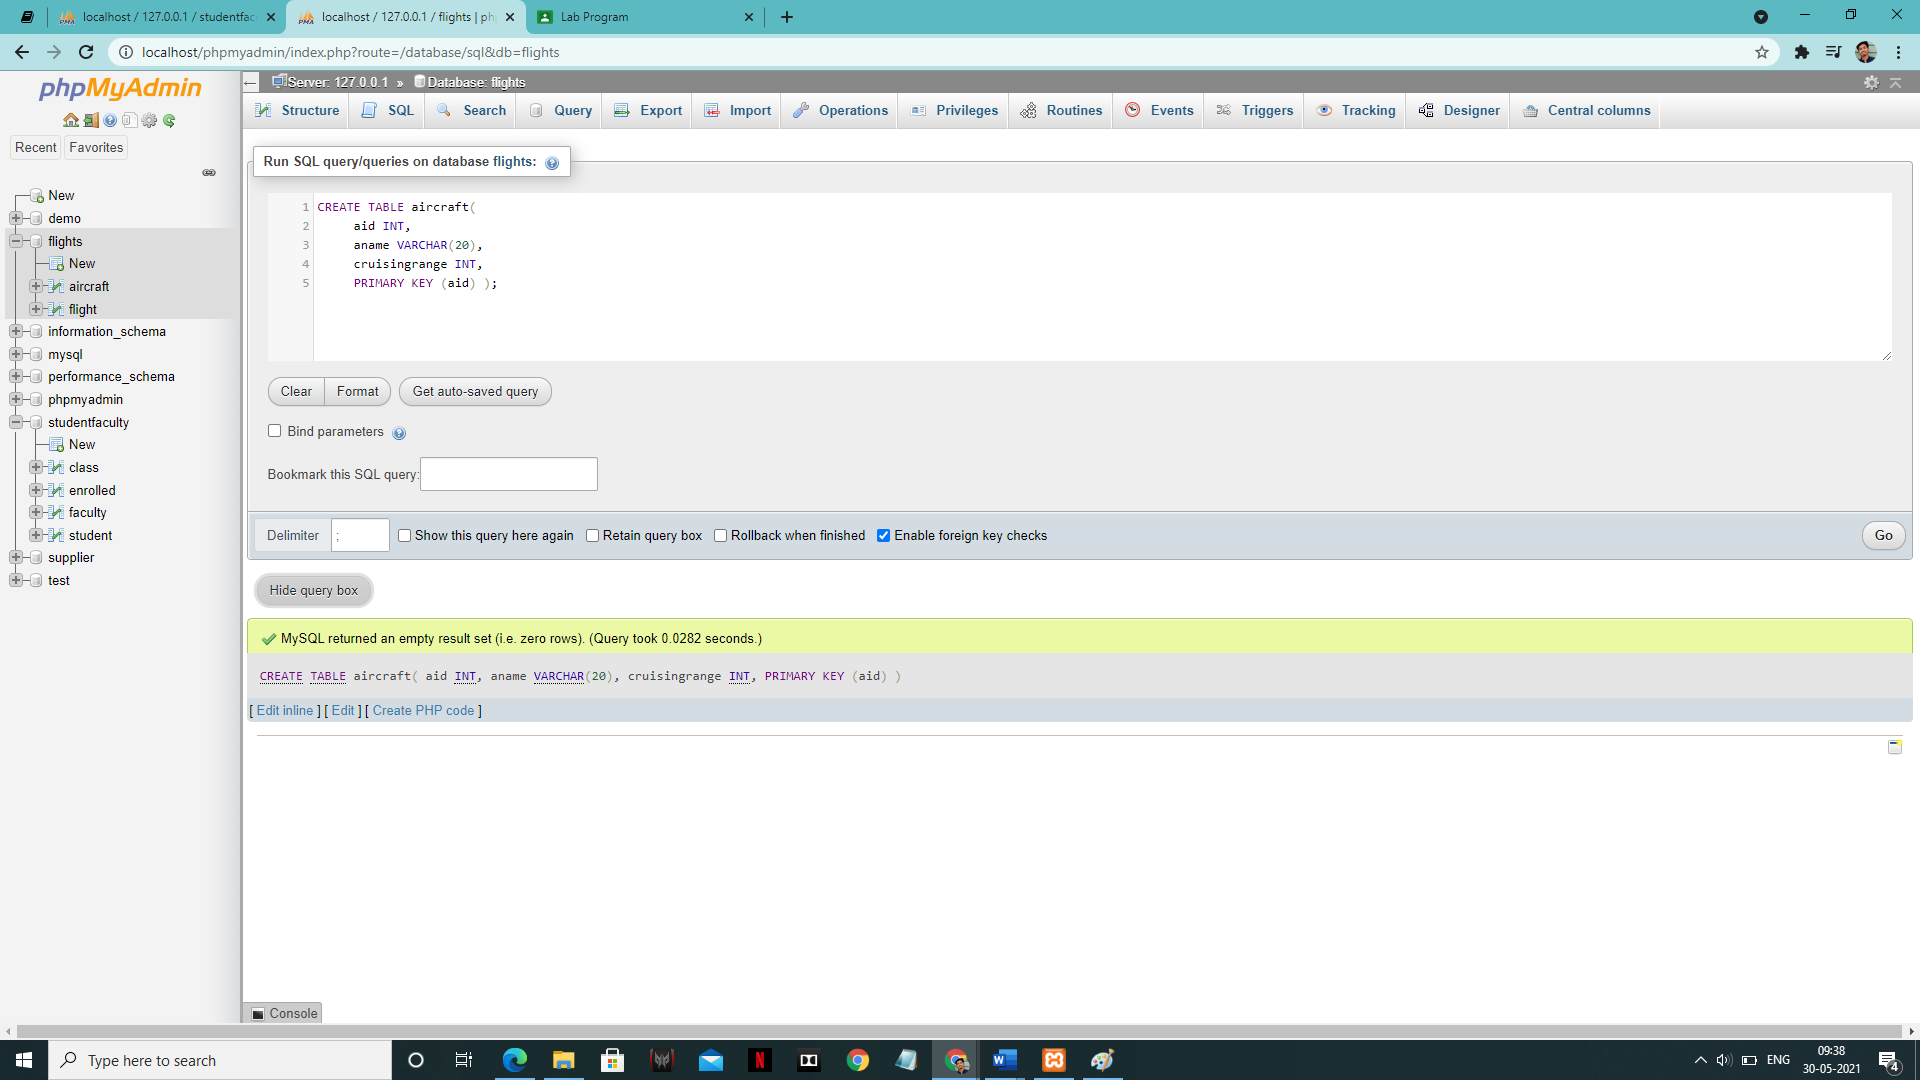 localhost / 127.0.0.1 / studentfac
localhost / 127.0.0.1 / flights | ph
Lab Program
localhost/phpmyadmin/index.php?route=/database/sql&db=flights
phpMyAdmin
Recent
Favorites
New
demo
flights
New
aircraft
flight
information_schema
mysql
performance_schema
phpmyadmin
studentfaculty
New
class
enrolled
faculty
student
supplier
test
Server: 127.0.0.1 » Database: flights
Structure SQL Search Query Export Import Operations Privileges Routines Events Triggers Tracking Designer Central columns
Run SQL query/queries on database flights:
1 CREATE TABLE aircraft(
2 aid INT,
3 aname VARCHAR(20),
4 cruisingrange INT,
5 PRIMARY KEY (aid) );
Clear Format Get auto-saved query
Bind parameters
Bookmark this SQL query:
Delimiter ; Show this query here again Retain query box Rollback when finished Enable foreign key checks Go
Hide query box
MySQL returned an empty result set (i.e. zero rows). (Query took 0.0282 seconds.)
CREATE TABLE aircraft( aid INT, aname VARCHAR(20), cruisingrange INT, PRIMARY KEY (aid) )
[ Edit inline ] [ Edit ] [ Create PHP code ]
Console
Type here to search
ENG
09:38
30-05-2021
4